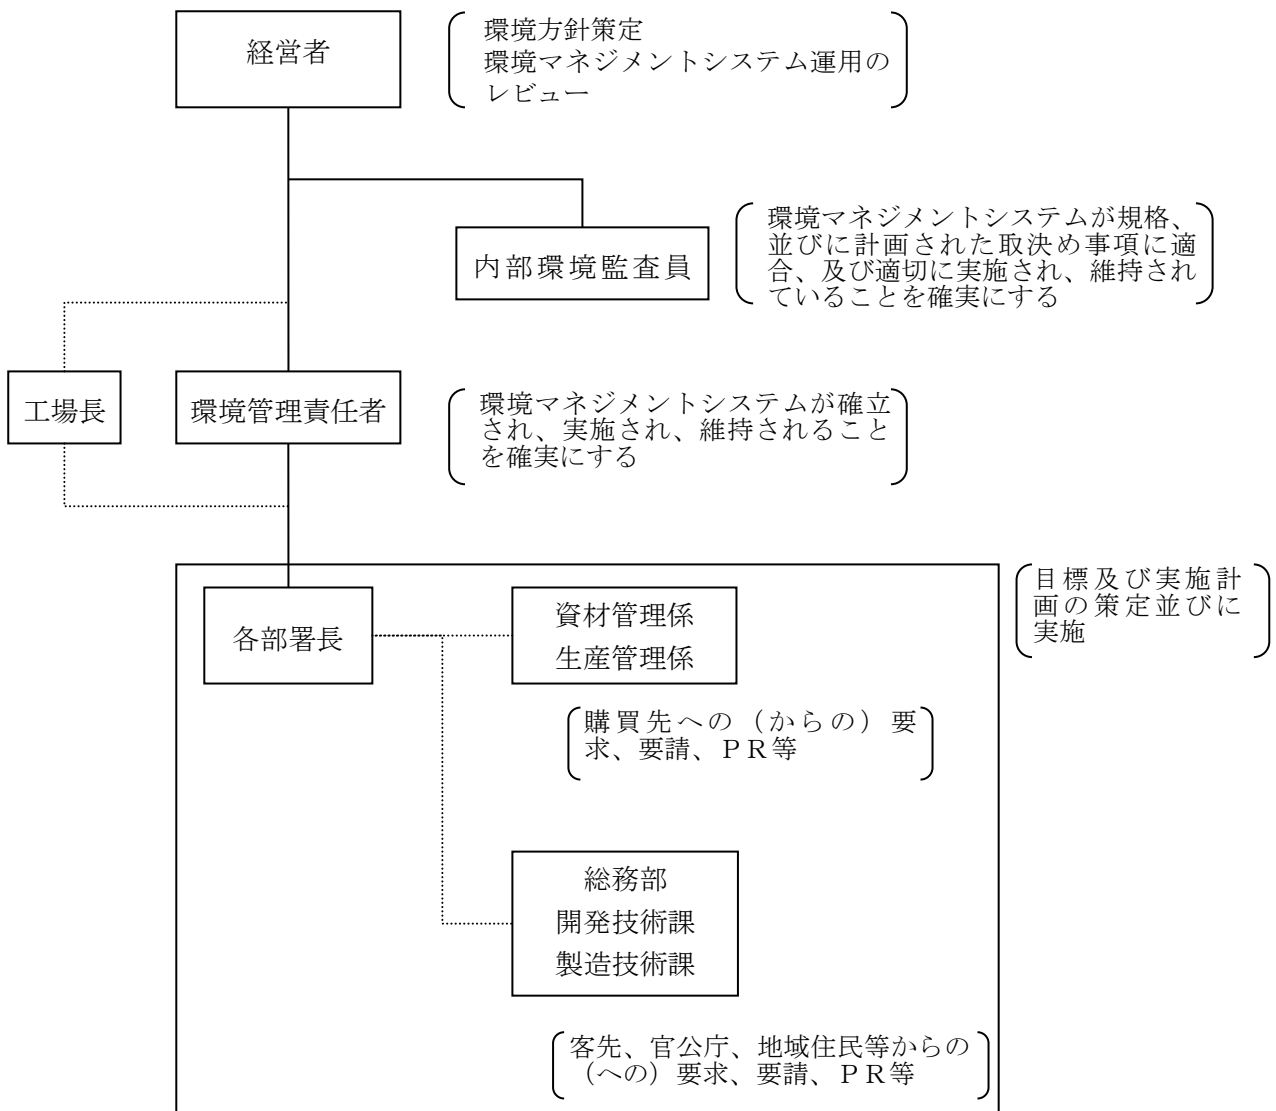 経営者
環境方針策定
環境マネジメントシステム運用の
レビュー
内部環境監査員
環境マネジメントシステムが規格、
並びに計画された取決め事項に適
合、及び適切に実施され、維持され
ていることを確実にする
工場長
環境管理責任者
環境マネジメントシステムが確立
され、実施され、維持されること
を確実にする
各部署長
資材管理係
生産管理係
目標及び実施計
画の策定並びに
実施
購買先への（からの）要
求、要請、ＰＲ等
総務部
開発技術課
製造技術課
客先、官公庁、地域住民等からの
（への）要求、要請、ＰＲ等